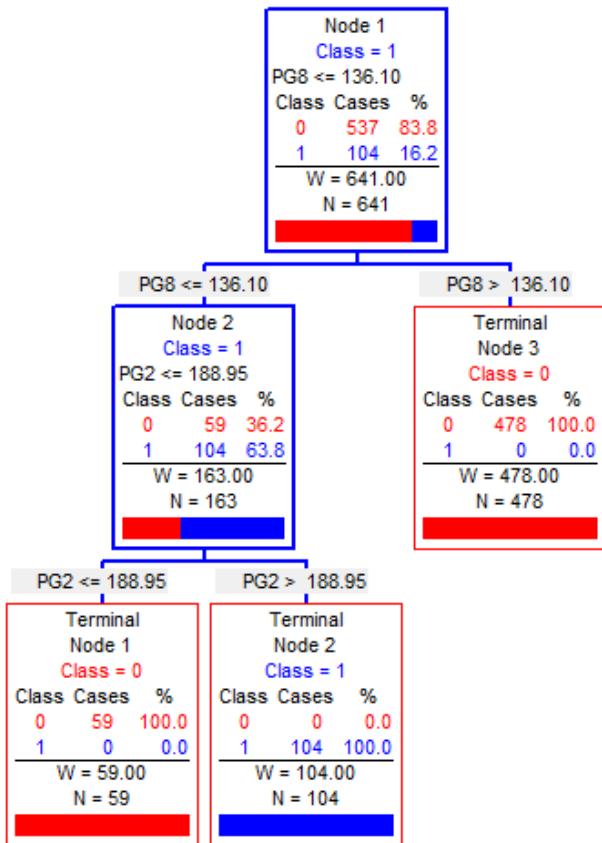 Node 1
Class = 1
PG8 <= 136.10
Class Cases %
0 537 83.8
1 104 16.2
W = 641.00
N = 641
PG8 <= 136.10
PG8 > 136.10
Node 2
Class = 1
PG2 <= 188.95
Class Cases %
0 59 36.2
1 104 63.8
W = 163.00
N = 163
Terminal
Node 3
Class = 0
Class Cases %
0 478 100.0
1 0 0.0
W = 478.00
N = 478
PG2 <= 188.95
PG2 > 188.95
Terminal
Node 1
Class = 0
Class Cases %
0 59 100.0
1 0 0.0
W = 59.00
N = 59
Terminal
Node 2
Class = 1
Class Cases %
0 0 0.0
1 104 100.0
W = 104.00
N = 104